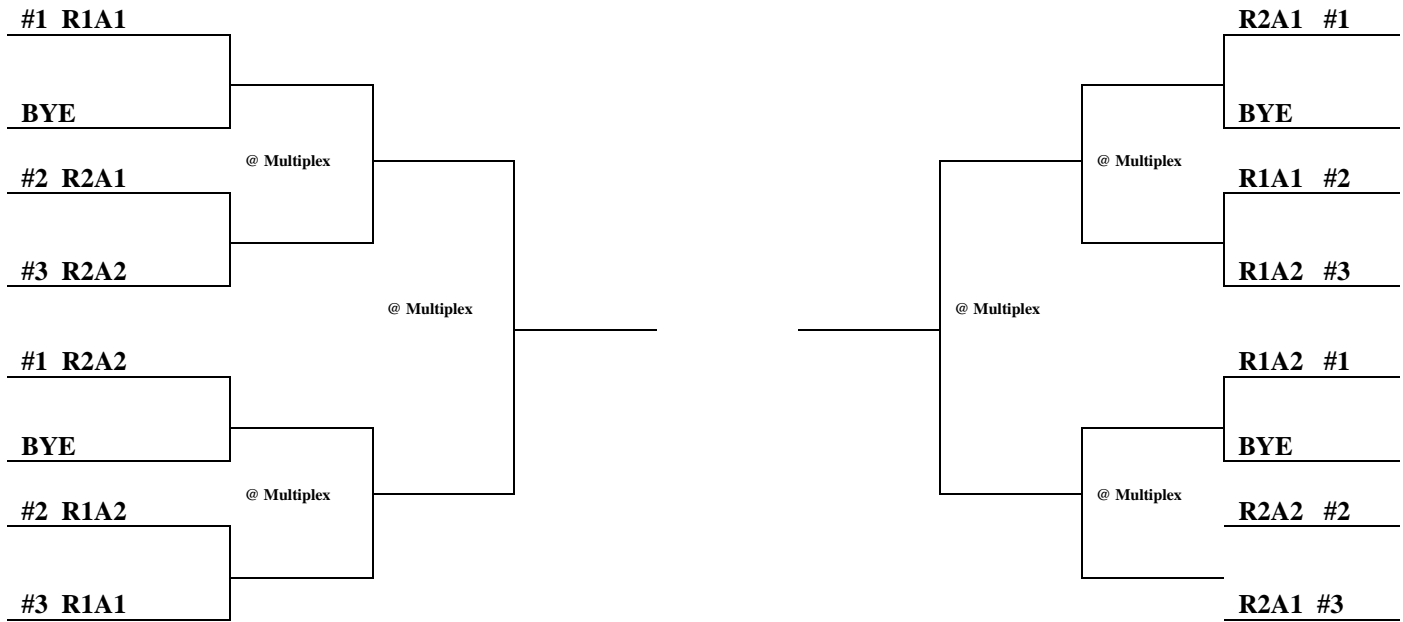 #1 R1A1
BYE
@ Multiplex
#2 R2A1
#3 R2A2
@ Multiplex
#1 R2A2
BYE
@ Multiplex
#2 R1A2
#3 R1A1
R2A1 #1
BYE
@ Multiplex
R1A1 #2
R1A2 #3
@ Multiplex
R1A2 #1
BYE
@ Multiplex
R2A2 #2
R2A1 #3